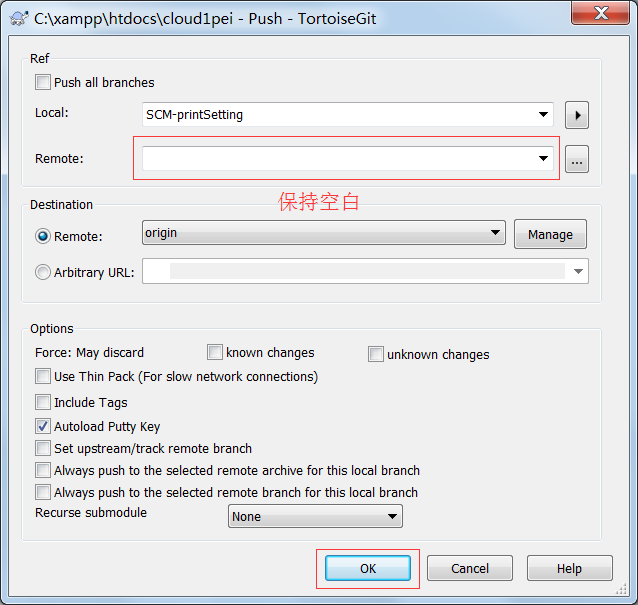 C:\xampp\htdocs\cloud1pei - Push - TortoiseGit
Ref
Push all branches
Local: SCM-printSetting
Remote: ...
保持空白
Destination
Remote: origin Manage
Arbitrary URL:
Options
Force: May discard known changes unknown changes
Use Thin Pack (For slow network connections)
Include Tags
Autoload Putty Key
Set upstream/track remote branch
Always push to the selected remote archive for this local branch
Always push to the selected remote branch for this local branch
Recurse submodule None
OK Cancel Help